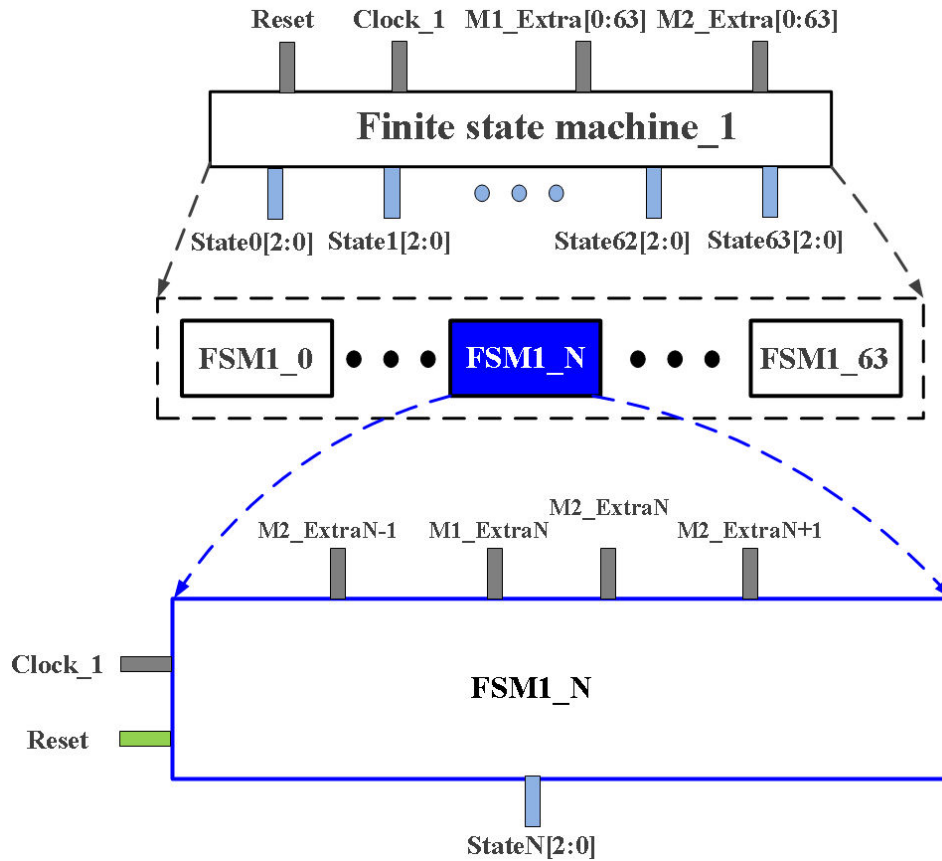 Reset Clock_1 M1_Extra[0:63] M2_Extra[0:63]
Finite state machine_1
State0[2:0] State1[2:0] State62[2:0] State63[2:0]
FSM1_0 FSM1_N FSM1_63
M2_ExtraN-1 M1_ExtraN M2_ExtraN M2_ExtraN+1
Clock_1
FSM1_N
Reset
StateN[2:0]